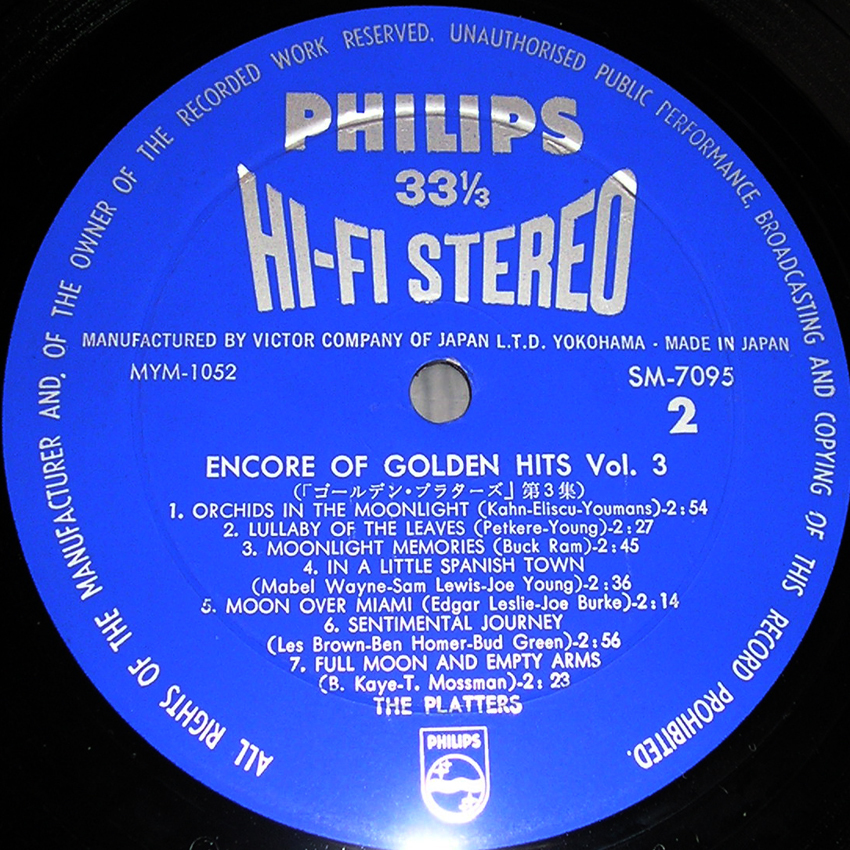 ALL RIGHTS OF THE MANUFACTURER AND, OF THE OWNER OF THE RECORDED WORK RESERVED. UNAUTHORISED PUBLIC PERFORMANCE, BROADCASTING AND COPYING OF THIS RECORD PROHIBITED.
PHILIPS
33⅓
HI-FI STEREO
MANUFACTURED BY VICTOR COMPANY OF JAPAN L.T.D. YOKOHAMA - MADE IN JAPAN
MYM-1052 SM-7095
2
ENCORE OF GOLDEN HITS Vol. 3
(「ゴールデン・プラターズ」第3集)
1. ORCHIDS IN THE MOONLIGHT (Kahn-Eliscu-Youmans)-2:54
2. LULLABY OF THE LEAVES (Petkere-Young)-2:27
3. MOONLIGHT MEMORIES (Buck Ram)-2:45
4. IN A LITTLE SPANISH TOWN
(Mabel Wayne-Sam Lewis-Joe Young)-2:36
5. MOON OVER MIAMI (Edgar Leslie-Joe Burke)-2:14
6. SENTIMENTAL JOURNEY
(Les Brown-Ben Homer-Bud Green)-2:56
7. FULL MOON AND EMPTY ARMS
(B. Kaye-T. Mossman)-2:23
THE PLATTERS
PHILIPS